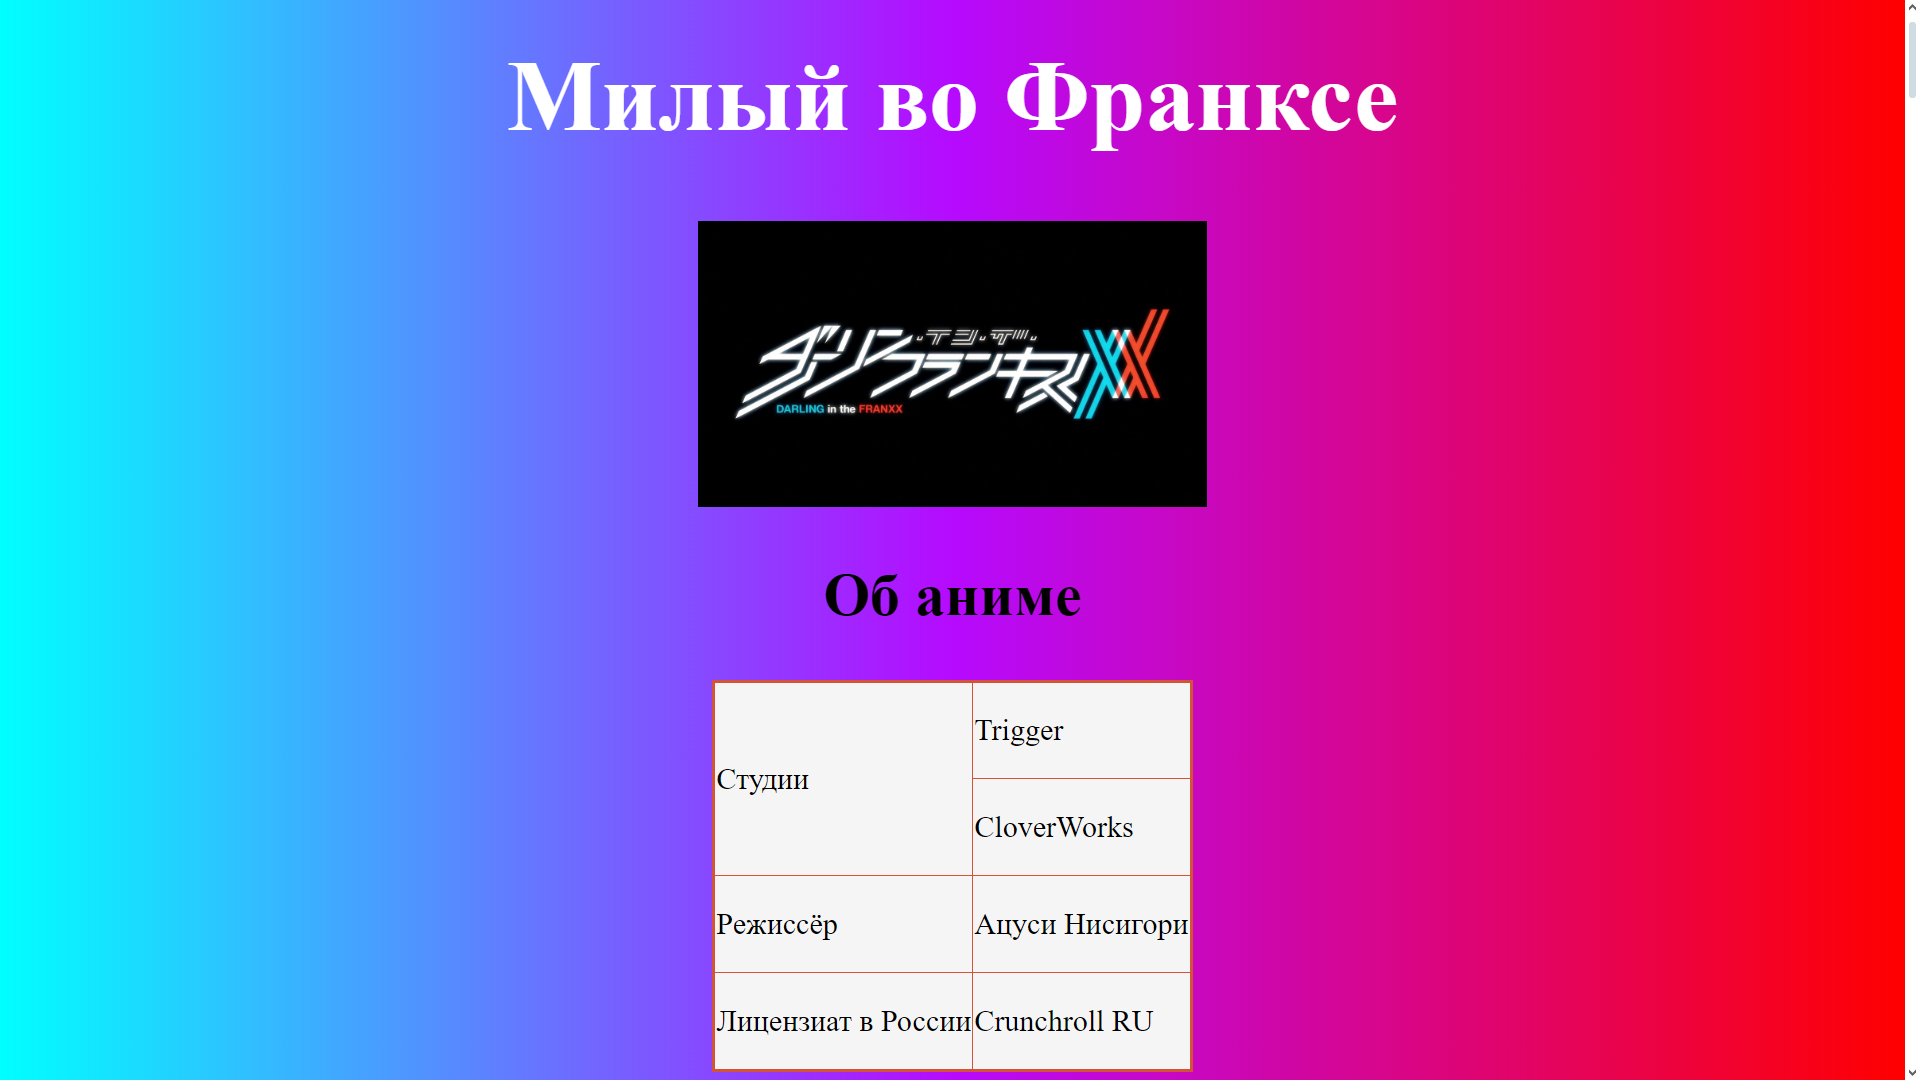 Милый во Франксе
・イン・ザ・
ダーリン フランキス
DARLING in the FRANXX
Об аниме
Студии
Trigger
CloverWorks
Режиссёр
Ацуси Нисигори
Лицензиат в России
Crunchroll RU